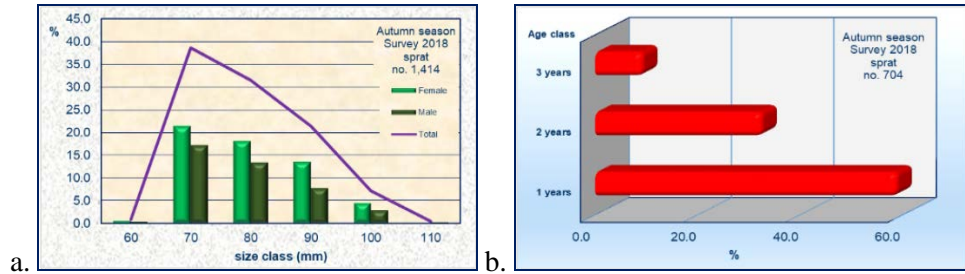 %
45.0
40.0
35.0
30.0
25.0
20.0
15.0
10.0
5.0
0.0
60 70 80 90 100 110
size class (mm)
Autumn season
Survey 2018
sprat
no. 1,414
Female
Male
Total
a.
Age class
3 years
2 years
1 years
0.0 20.0 40.0 60.0
%
Autumn season
Survey 2018
sprat
no. 704
b.